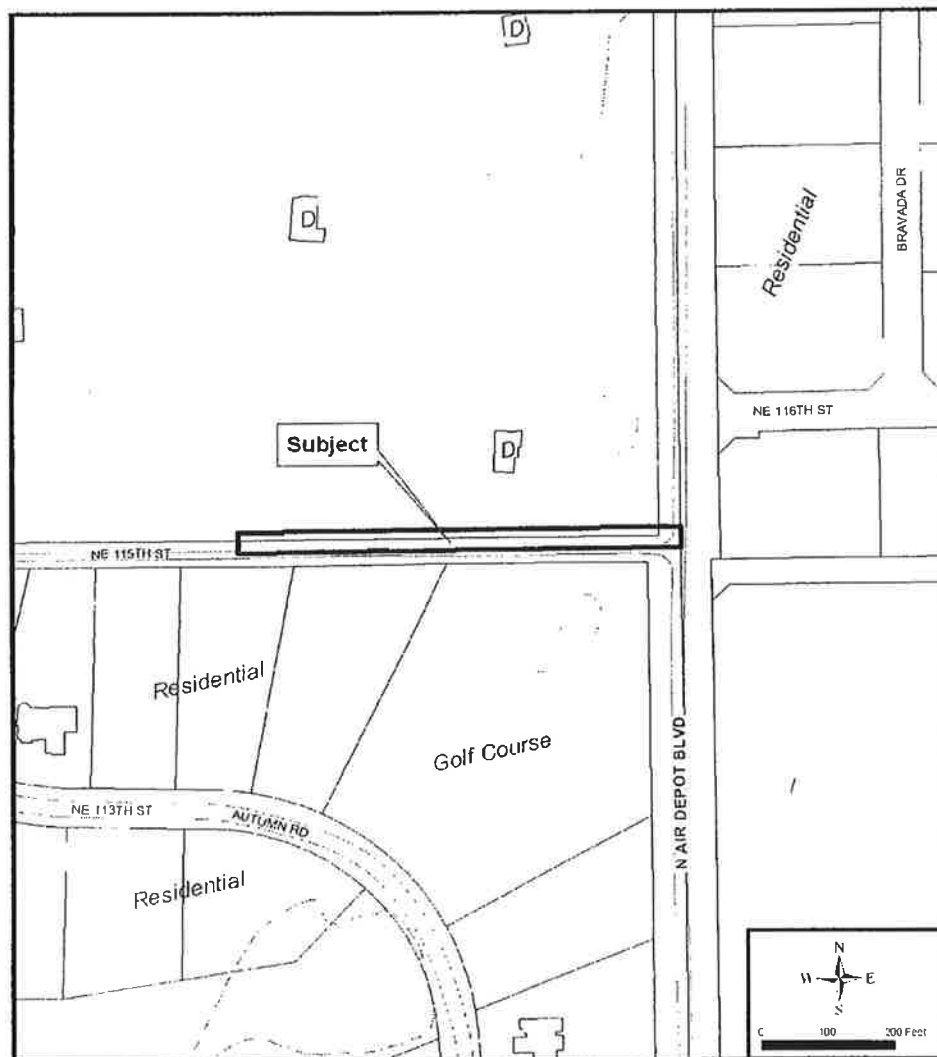 D
D
Residential
BRAVADA DR
NE 116TH ST
Subject
D
NE 115TH ST
Residential
Golf Course
N AIR DEPOT BLVD
NE 113TH ST
AUTUMN RD
Residential
N
W E
S
0 100 200 Feet